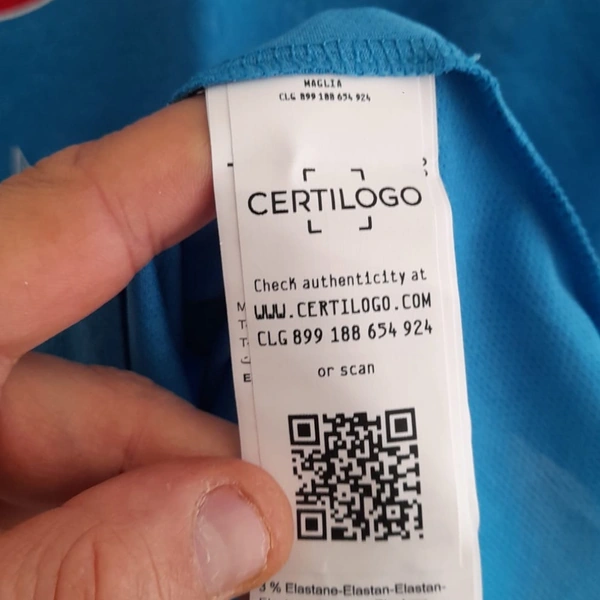 MAGLIA
CLG 899 188 654 924
CERTILOGO
Check authenticity at
WWW.CERTILOGO.COM
CLG 899 188 654 924
or scan
3 % Elastane-Elastan-Elastan-